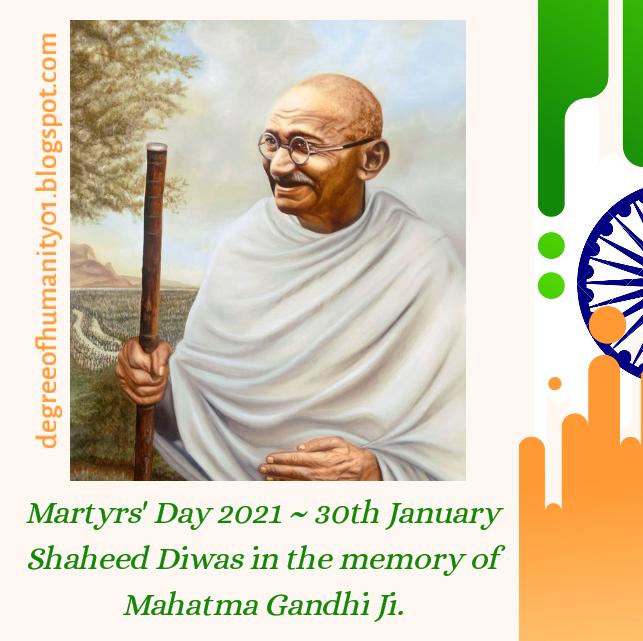 degreeofhumanity01.blogspot.com
Martyrs' Day 2021 ~ 30th January
Shaheed Diwas in the memory of
Mahatma Gandhi Ji.